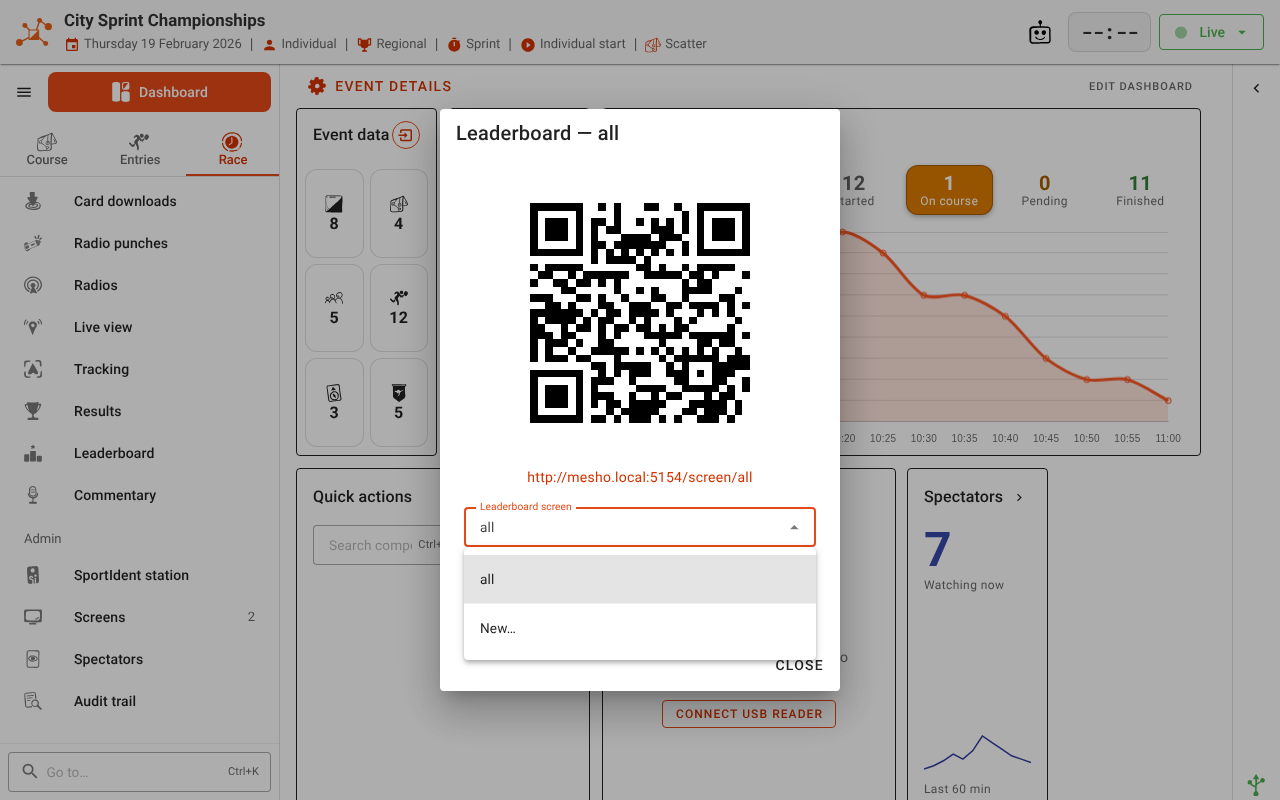 City Sprint Championships
Thursday 19 February 2026 | Individual | Regional | Sprint | Individual start | Scatter
--:--
Live
Dashboard
Course
Entries
Race
Card downloads
Radio punches
Radios
Live view
Tracking
Results
Leaderboard
Commentary
Admin
SportIdent station
Screens 2
Spectators
Audit trail
Go to... Ctrl+K
EVENT DETAILS
EDIT DASHBOARD
Event data
8
4
5
12
3
5
12
tarted
1
On course
0
Pending
11
Finished
:20 10:25 10:30 10:35 10:40 10:45 10:50 10:55 11:00
Quick actions
Search compe Ctrl+
Leaderboard — all
http://mesho.local:5154/screen/all
Leaderboard screen
all
all
New…
CLOSE
o
CONNECT USB READER
Spectators
7
Watching now
Last 60 min